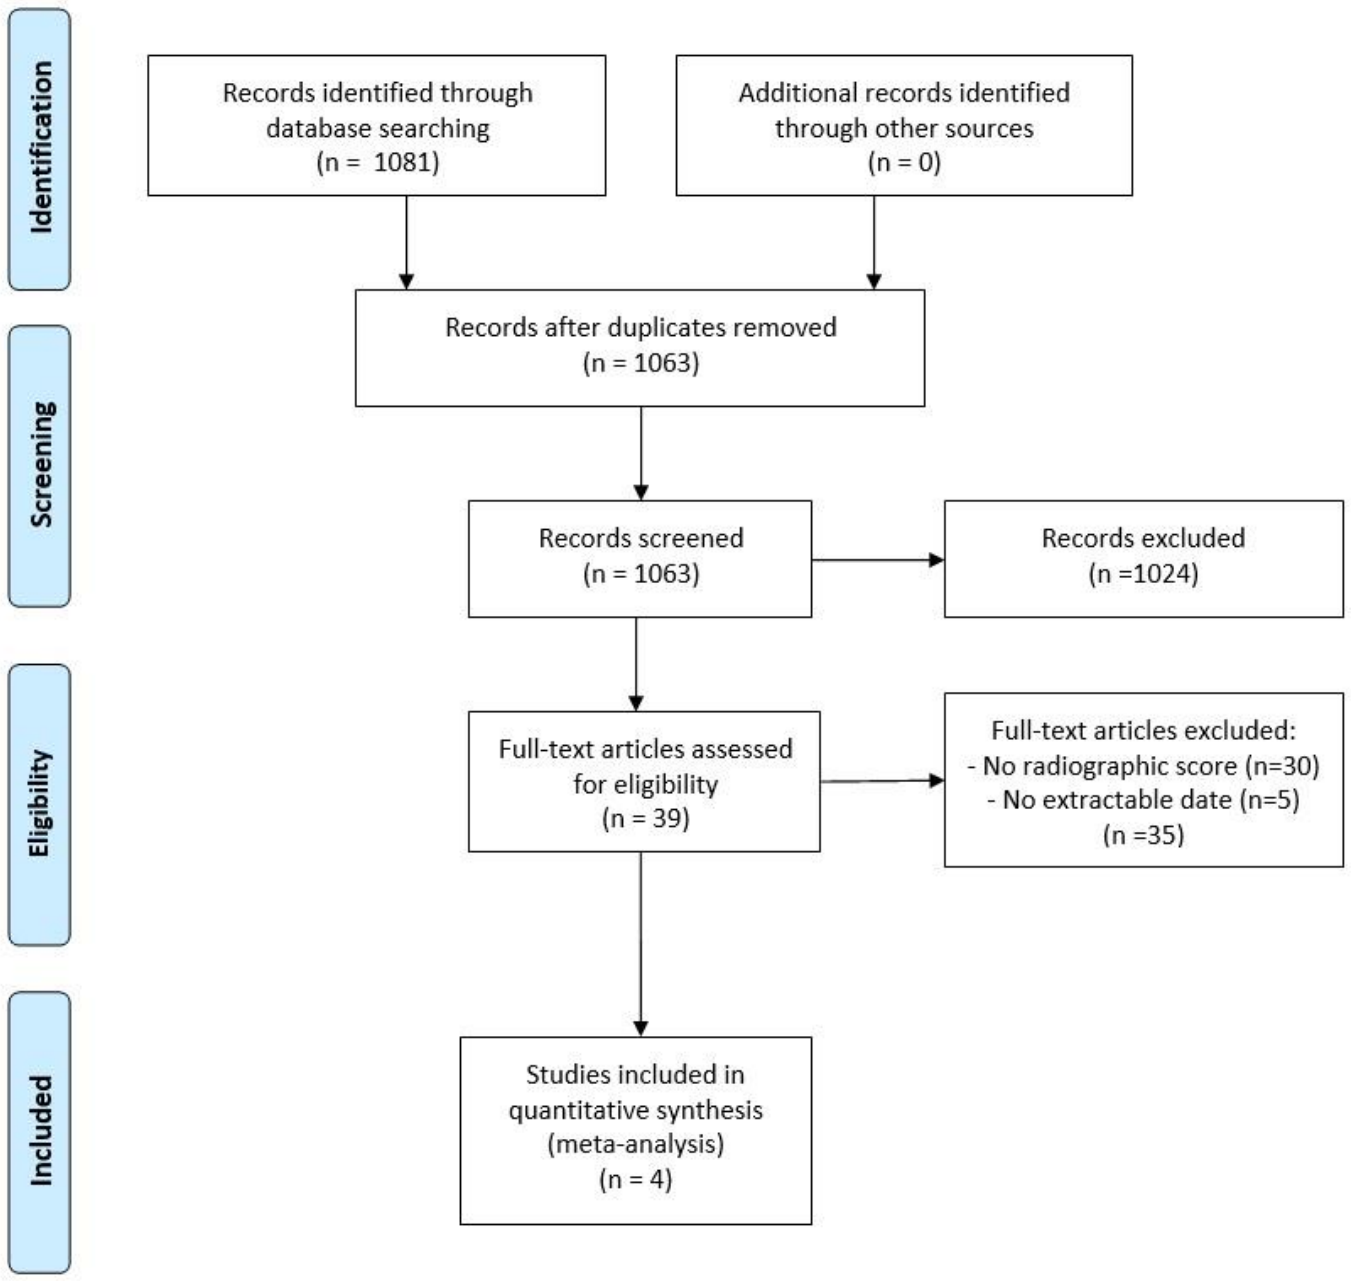 Identification
Records identified through
database searching
(n =  1081)
Additional records identified
through other sources
(n = 0)
Records after duplicates removed
(n = 1063)
Screening
Records screened
(n = 1063)
Records excluded
(n =1024)
Eligibility
Full-text articles assessed
for eligibility
(n = 39)
Full-text articles excluded:
- No radiographic score (n=30)
- No extractable date (n=5)
(n =35)
Included
Studies included in
quantitative synthesis
(meta-analysis)
(n = 4)